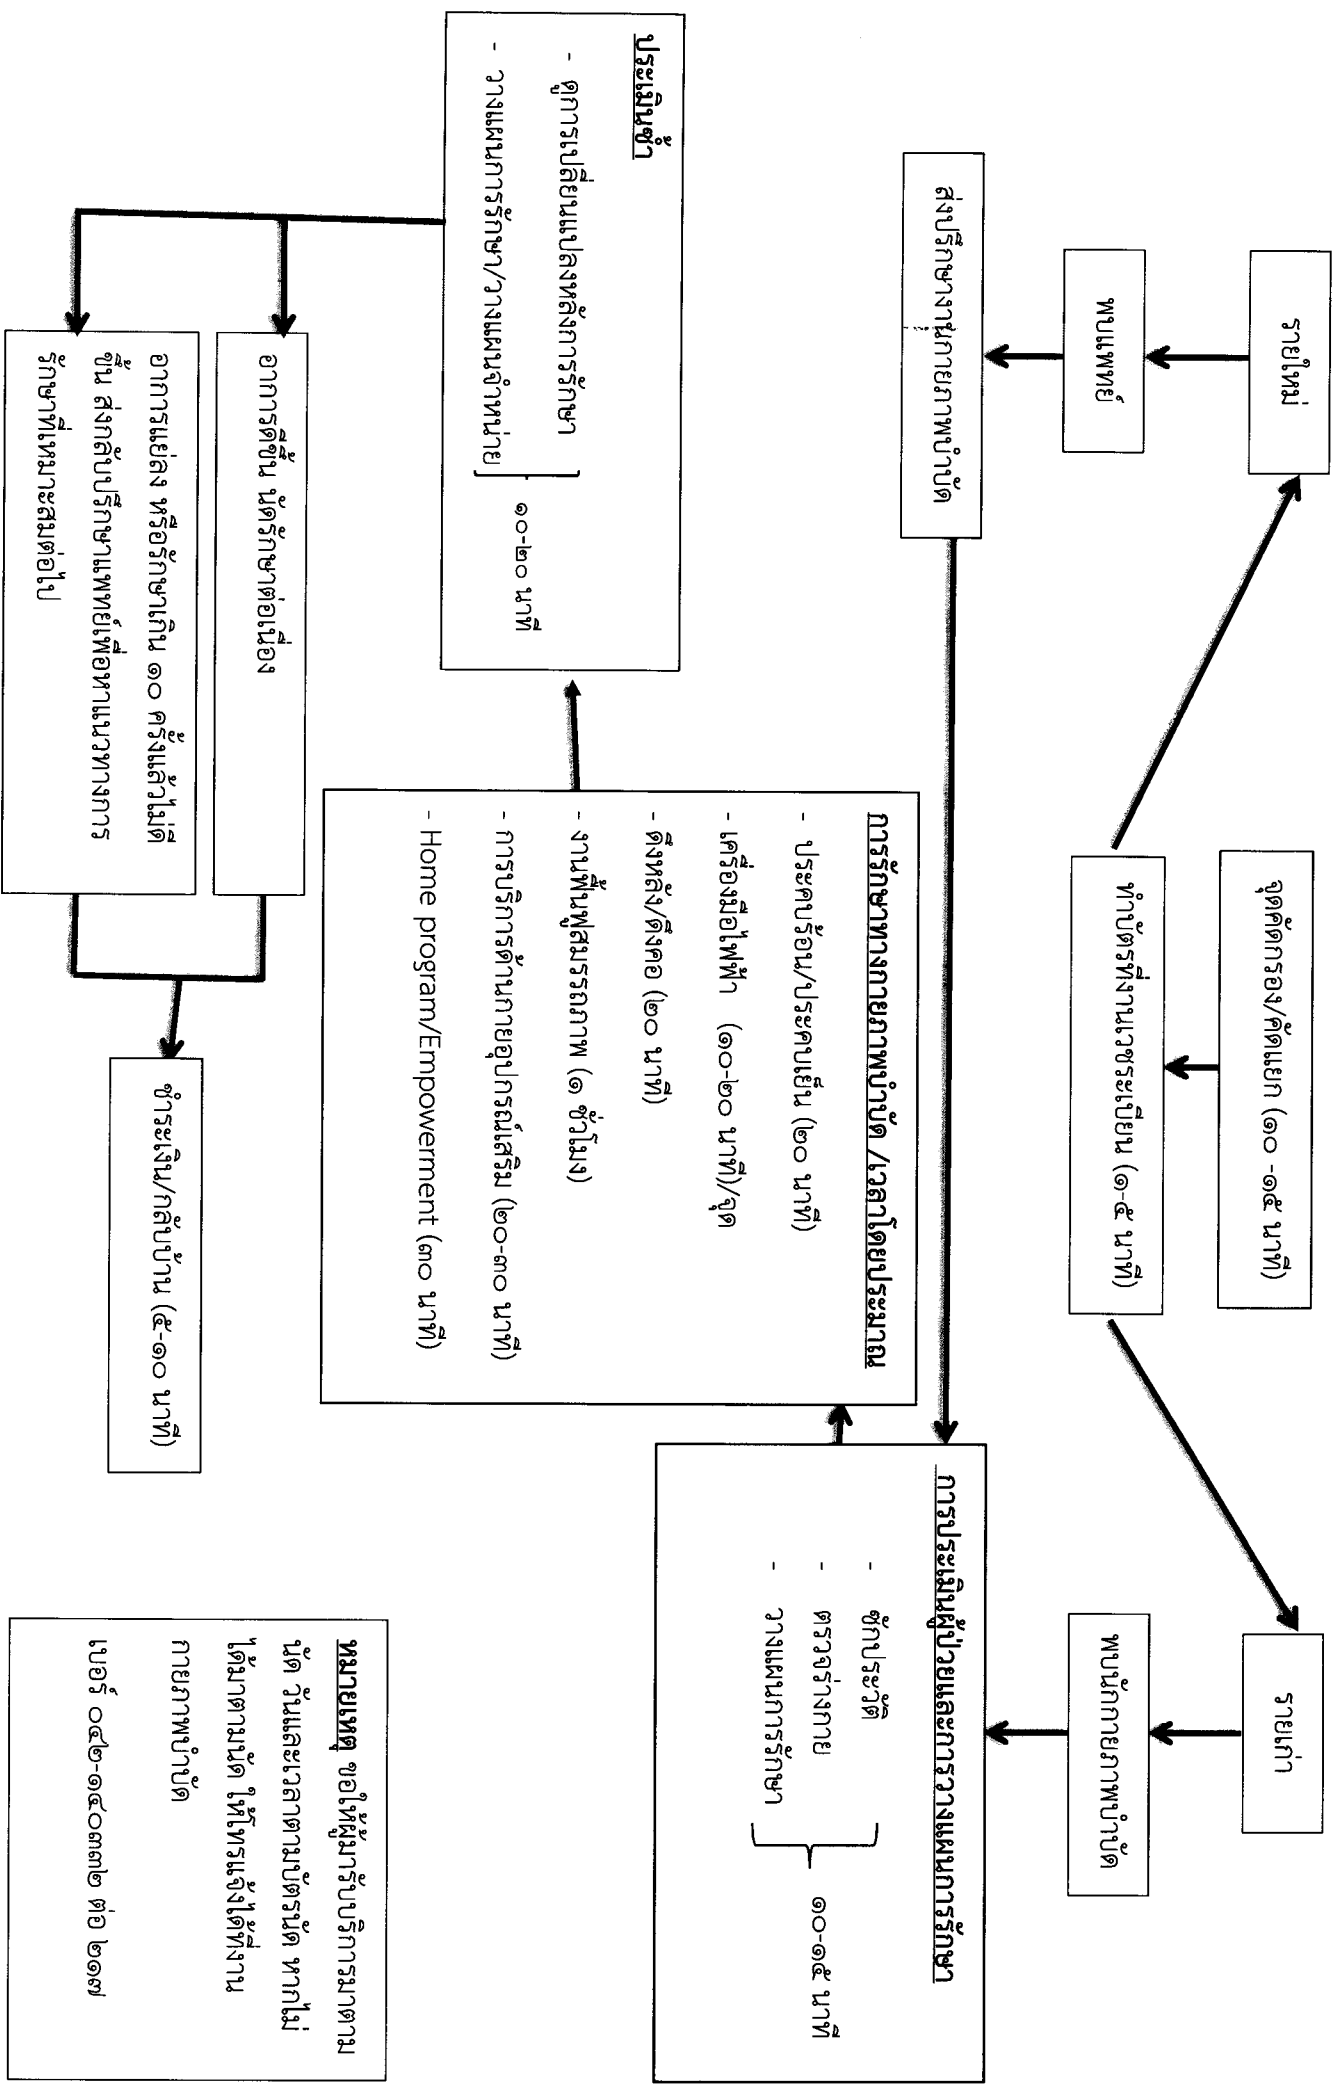 จุดคัดกรอง/คัดแยก (๑๐ -๑๕ นาที)
ทำบัตรที่งานเวชระเบียน (๑-๕ นาที)
รายใหม่
รายเก่า
พบแพทย์
พบนักกายภาพบำบัด
ส่งปรึกษางานกายภาพบำบัด
การประเมินผู้ป่วยและการวางแผนการรักษา
- ซักประวัติ
- ตรวจร่างกาย
- วางแผนการรักษา
๑๐-๑๕ นาที
การรักษาทางกายภาพบำบัด /เวลาโดยประมาณ
- ประคบร้อน/ประคบเย็น (๒๐ นาที)
- เครื่องมือไฟฟ้า (๑๐-๒๐ นาที)/จุด
- ดึงหลัง/ดึงคอ (๒๐ นาที)
- งานฟื้นฟูสมรรถภาพ (๑ ชั่วโมง)
- การบริการด้านกายอุปกรณ์เสริม (๒๐-๓๐ นาที)
- Home program/Empoverment (๓๐ นาที)
ประเมินซ้ำ
- ดูการเปลี่ยนแปลงหลังการรักษา
- วางแผนการรักษา/วางแผนจำหน่าย
๑๐-๒๐ นาที
อาการดีขึ้น นัดรักษาต่อเนื่อง
อาการแย่ลง หรือรักษาเกิน ๑๐ ครั้งแล้วไม่ดี
ขึ้น ส่งกลับปรึกษาแพทย์เพื่อหาแนวทางการ
รักษาที่เหมาะสมต่อไป
ชำระเงิน/กลับบ้าน (๕-๑๐ นาที)
หมายเหตุ ขอให้ผู้มารับบริการมาตาม
นัด วันและเวลาตามบัตรนัด หากไม่
ได้มาตามนัด ให้โทรแจ้งได้ที่งาน
กายภาพบำบัด
เบอร์ ๐๔๒-๑๔๐๓๓๒ ต่อ ๒๑๗